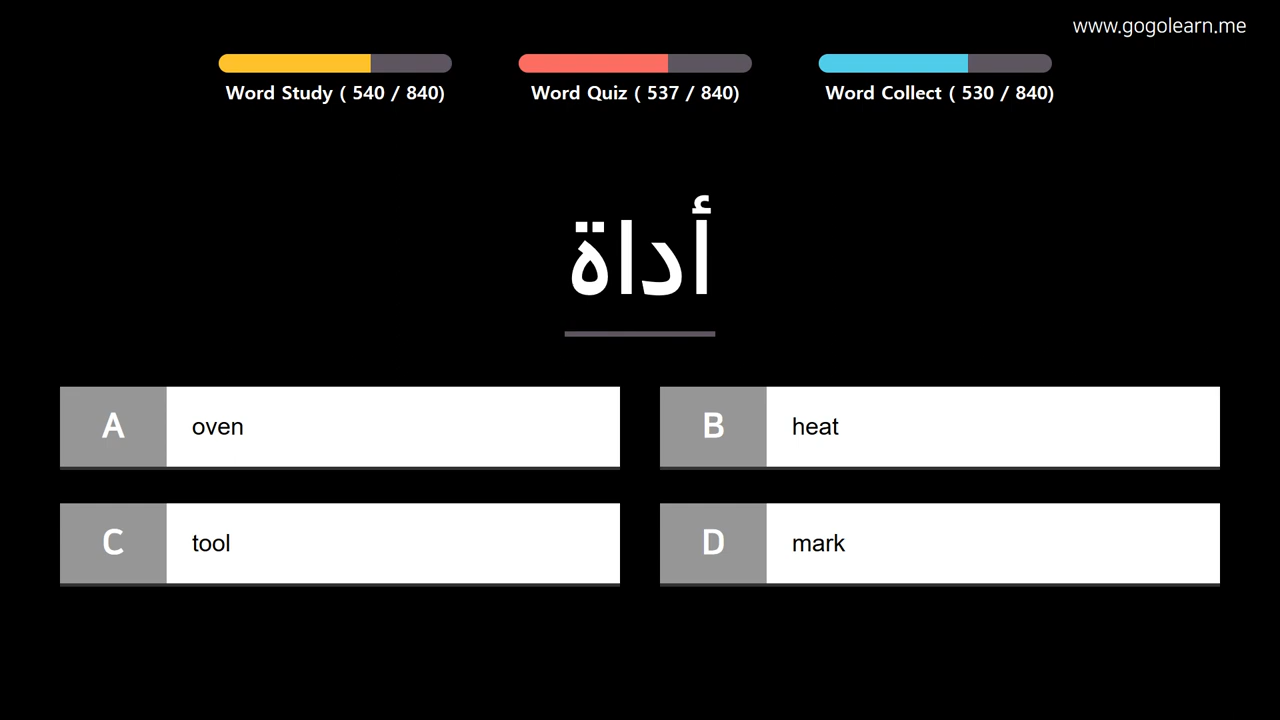 www.gogolearn.me
Word Study ( 540 / 840)
Word Quiz ( 537 / 840)
Word Collect ( 530 / 840)
أداة
A oven
B heat
C tool
D mark